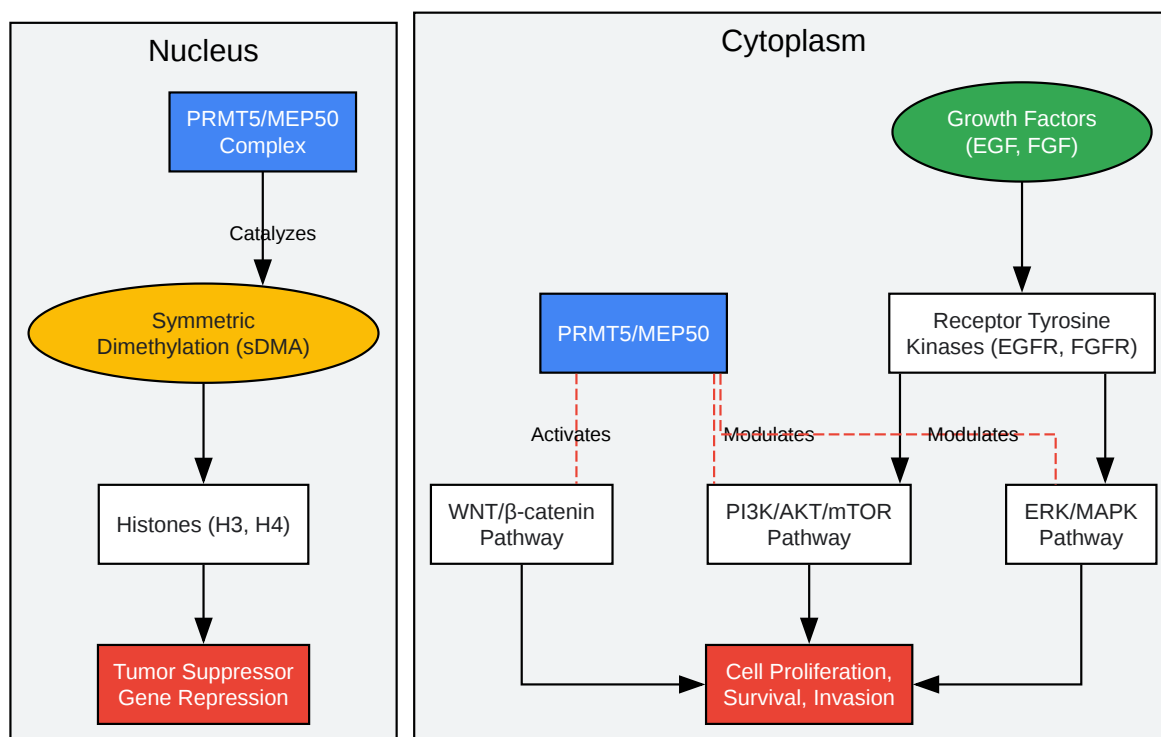 Nucleus
PRMT5/MEP50
Complex
Catalyzes
Symmetric
Dimethylation (sDMA)
Histones (H3, H4)
Tumor Suppressor
Gene Repression
Cytoplasm
Growth Factors
(EGF, FGF)
PRMT5/MEP50
Receptor Tyrosine
Kinases (EGFR, FGFR)
Activates
Modulates
Modulates
WNT/β-catenin
Pathway
PI3K/AKT/mTOR
Pathway
ERK/MAPK
Pathway
Cell Proliferation,
Survival, Invasion